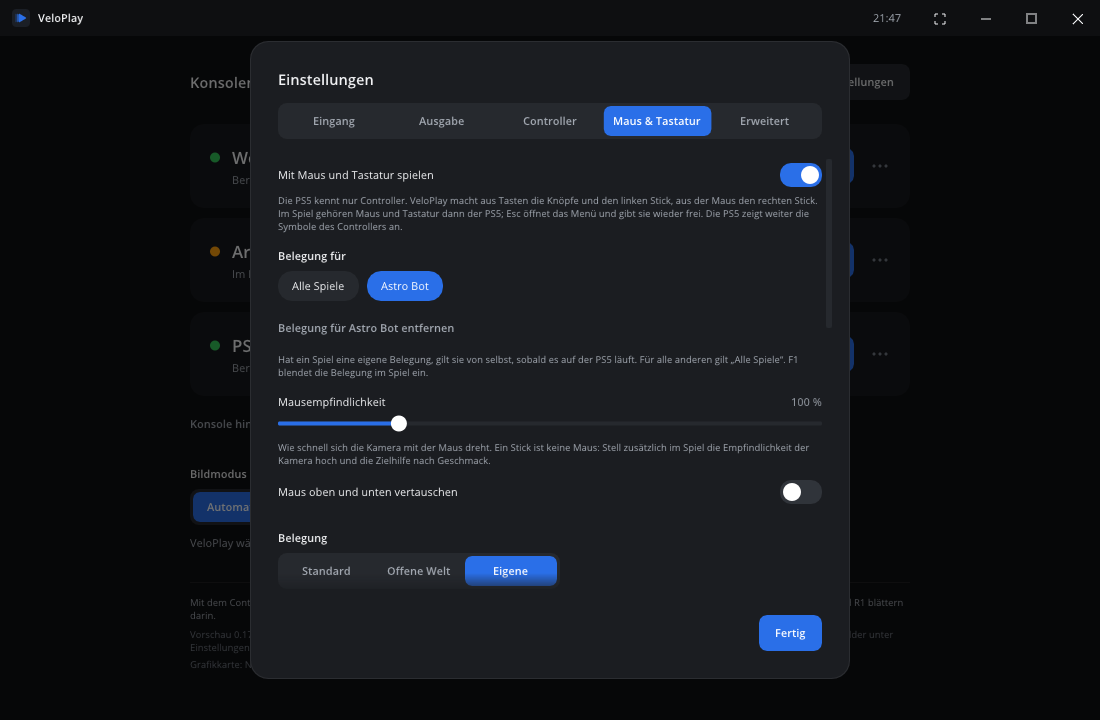 VeloPlay
21:47
Konsolen
ellungen
Einstellungen
Eingang
Ausgabe
Controller
Maus & Tastatur
Erweitert
Mit Maus und Tastatur spielen
Die PS5 kennt nur Controller. VeloPlay macht aus Tasten die Knöpfe und den linken Stick, aus der Maus den rechten Stick.
Im Spiel gehören Maus und Tastatur dann der PS5; Esc öffnet das Menü und gibt sie wieder frei. Die PS5 zeigt weiter die
Symbole des Controllers an.
Belegung für
Alle Spiele
Astro Bot
Belegung für Astro Bot entfernen
Hat ein Spiel eine eigene Belegung, gilt sie von selbst, sobald es auf der PS5 läuft. Für alle anderen gilt „Alle Spiele“. F1
blendet die Belegung im Spiel ein.
Mausempfindlichkeit
100 %
Wie schnell sich die Kamera mit der Maus dreht. Ein Stick ist keine Maus: Stell zusätzlich im Spiel die Empfindlichkeit der
Kamera hoch und die Zielhilfe nach Geschmack.
Maus oben und unten vertauschen
Belegung
Standard
Offene Welt
Eigene
Fertig
Ber
Ar
Im
PS
Ber
Konsole hin
Bildmodus
Automa
VeloPlay wä
Mit dem Cont
R1 blättern
darin.
Vorschau 0.17
lder unter
Einstellungen
Grafikkarte: N